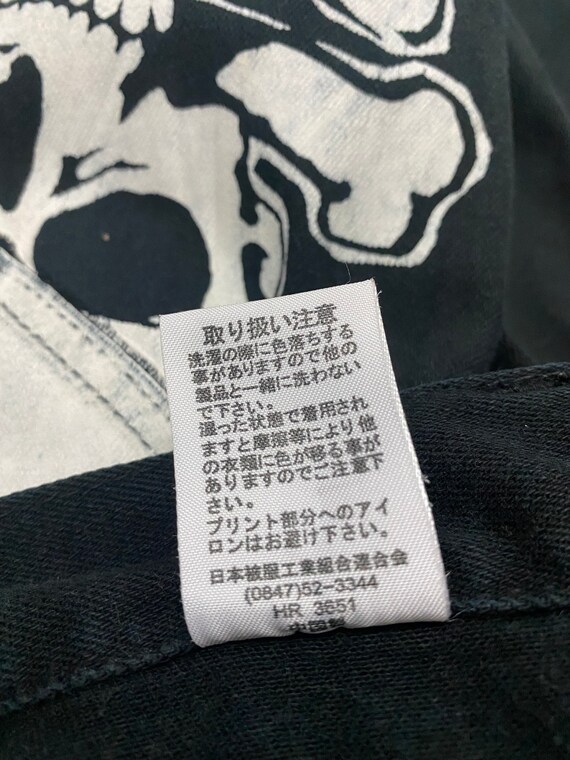 取り扱い注意
洗濯の際に色落ちする
事がありますので他の
製品と一緒に洗わない
で下さい。
湿った状態で着用され
ますと摩擦等により他
の衣類に色が移る事が
ありますのでご注意下
さい。
プリント部分へのアイ
ロンはお避け下さい。
日本被服工業組合連合会
(0847)52-3344
HR 3651
中国製